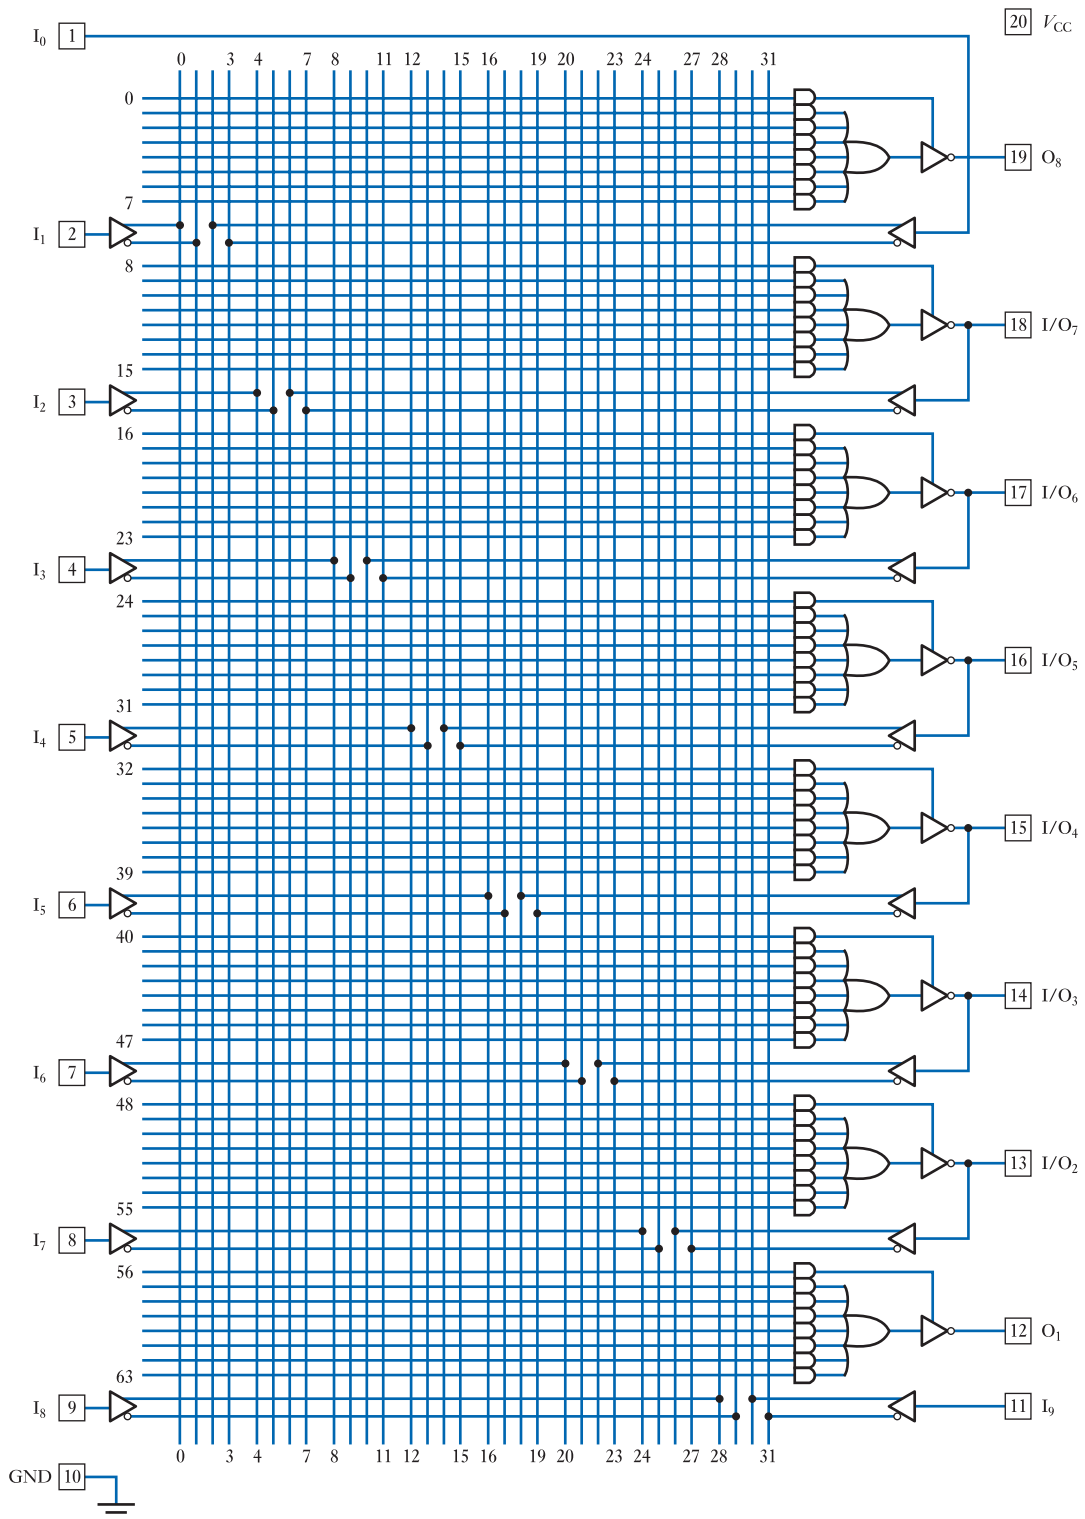 20 V_CC
I₀ 1
0 3 4 7 8 11 12 15 16 19 20 23 24 27 28 31
0
19 O₈
7
I₁ 2
8
18 I/O₇
15
I₂ 3
16
17 I/O₆
23
I₃ 4
24
16 I/O₅
31
I₄ 5
32
15 I/O₄
39
I₅ 6
40
14 I/O₃
47
I₆ 7
48
13 I/O₂
55
I₇ 8
56
12 O₁
63
I₈ 9
11 I₉
0 3 4 7 8 11 12 15 16 19 20 23 24 27 28 31
GND 10